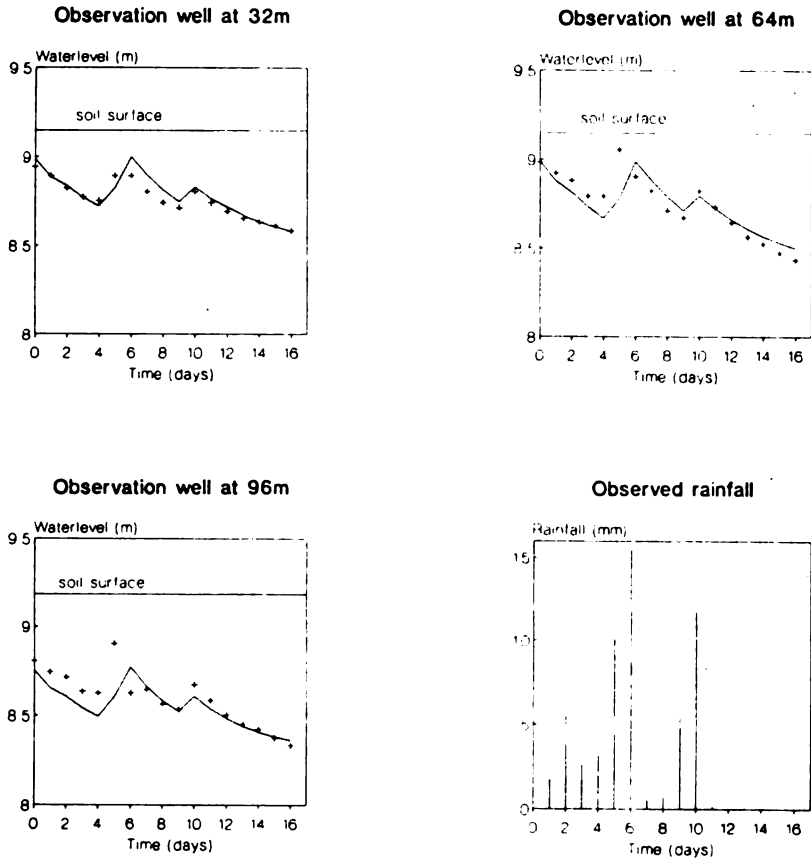 Observation well at 32m
Waterlevel (m)
9 5
soil surface
9
8.5
8
0 2 4 6 8 10 12 14 16
Time (days)
Observation well at 64m
Waterlevel (m)
9 5
soil surface
9
8.5
8
0 2 4 6 8 10 12 14 16
Time (days)
Observation well at 96m
Waterlevel (m)
9 5
soil surface
9
8.5
8
0 2 4 6 8 10 12 14 16
Time (days)
Observed rainfall
Rainfall (mm)
15
10
5
0
0 2 4 6 8 10 12 14 16
Time (days)